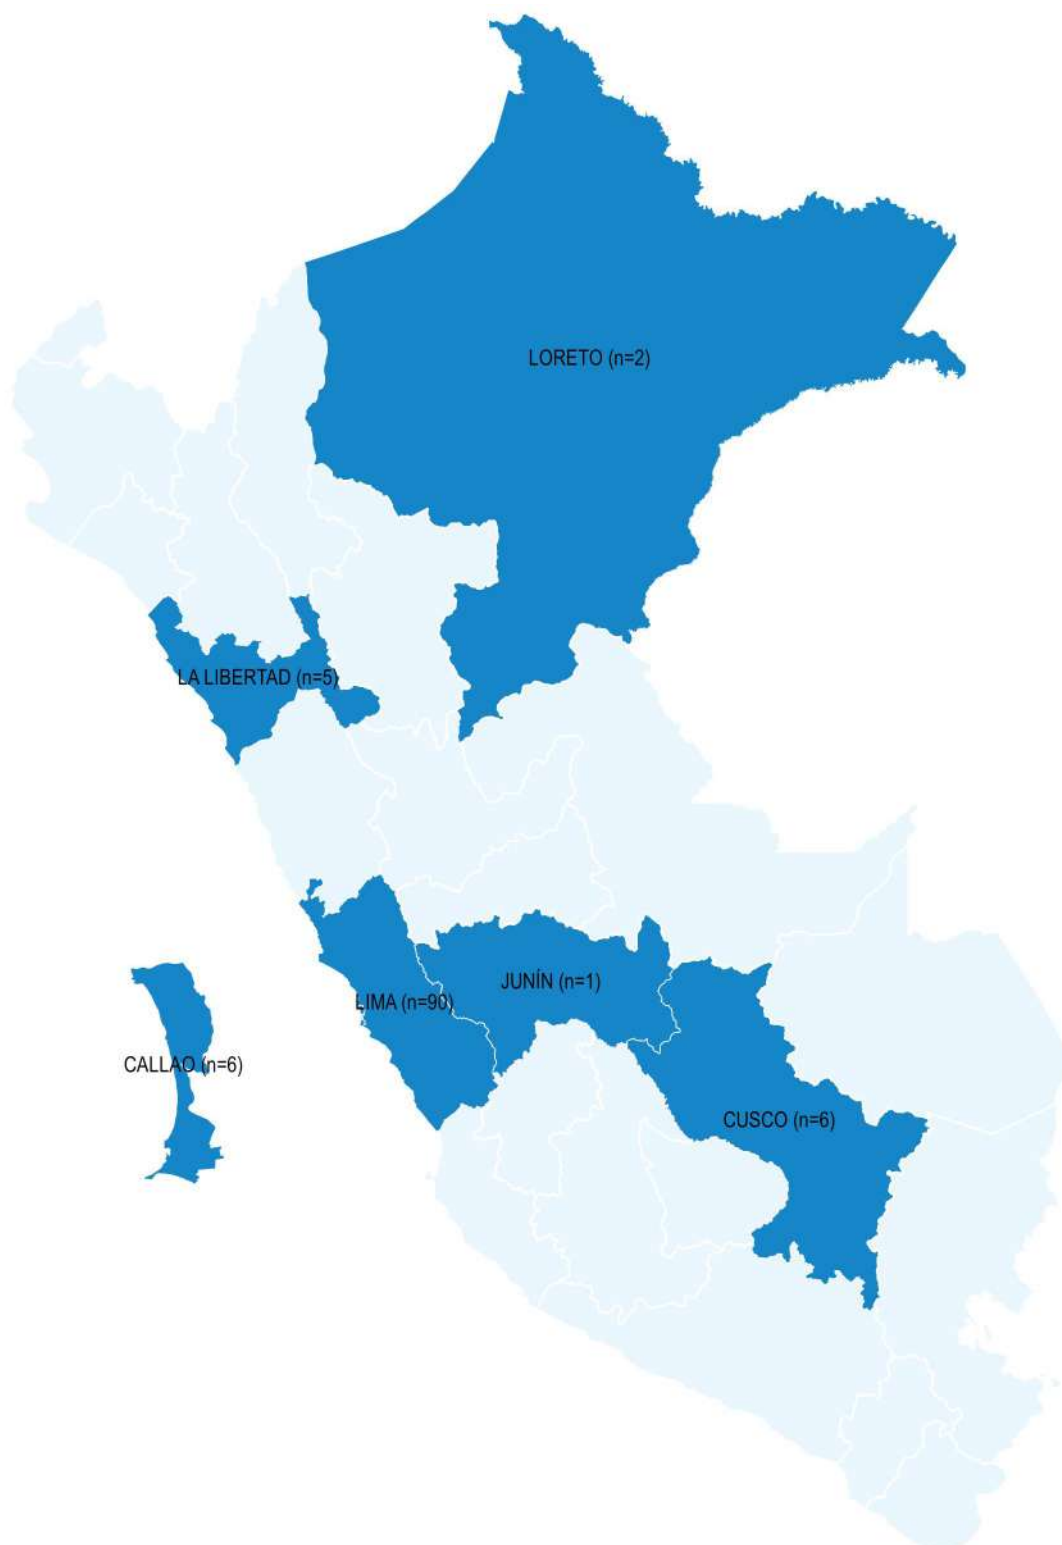 LORETO (n=2)
LA LIBERTAD (n=5)
JUNÍN (n=1)
LIMA (n=90)
CALLAO (n=6)
CUSCO (n=6)